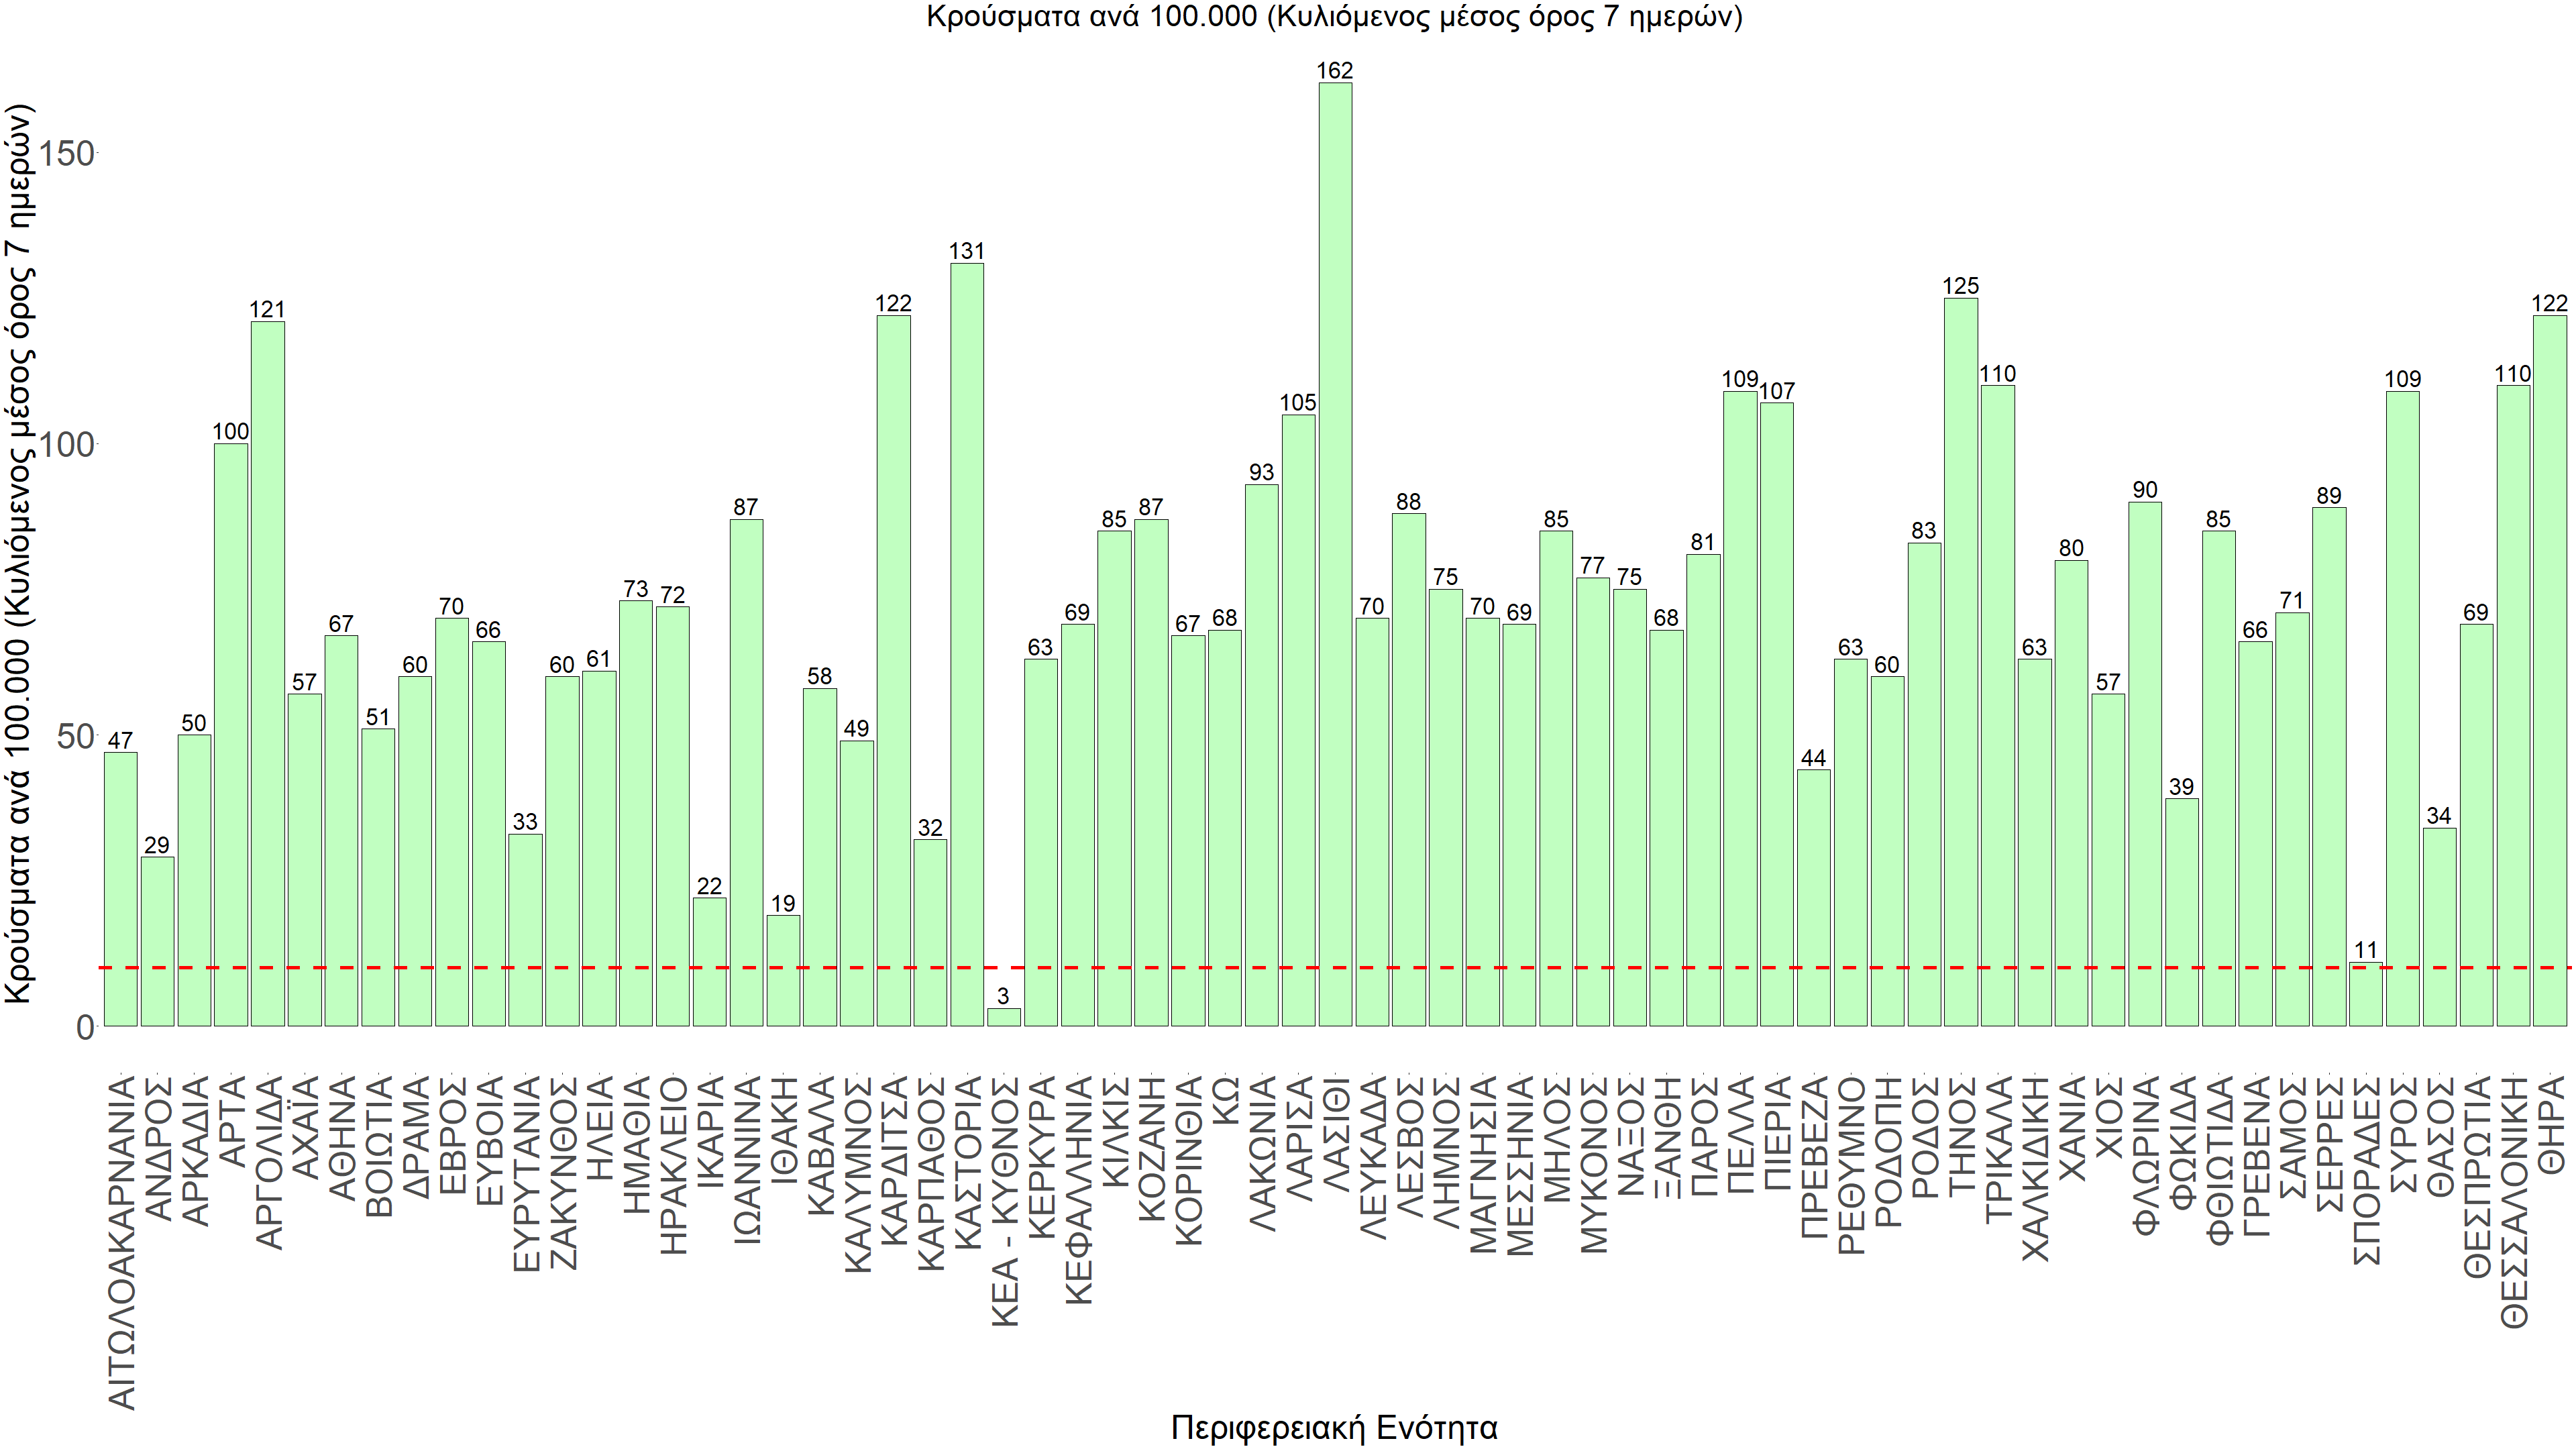 Κρούσματα ανά 100.000 (Κυλιόμενος μέσος όρος 7 ημερών)
Κρούσματα ανά 100.000 (Κυλιόμενος μέσος όρος 7 ημερών)
150
100
50
0
47
29
50
100
121
57
67
51
60
70
66
33
60
61
73
72
22
87
19
58
49
122
32
131
3
63
69
85
87
67
68
93
105
162
70
88
75
70
69
85
77
75
68
81
109
107
44
63
60
83
125
110
63
80
57
90
39
85
66
71
89
11
109
34
69
110
122
ΑΙΤΩΛΟΑΚΑΡΝΑΝΙΑ
ΑΝΔΡΟΣ
ΑΡΚΑΔΙΑ
ΑΡΤΑ
ΑΡΓΟΛΙΔΑ
ΑΧΑΪΑ
ΑΘΗΝΑ
ΒΟΙΩΤΙΑ
ΔΡΑΜΑ
ΕΒΡΟΣ
ΕΥΒΟΙΑ
ΕΥΡΥΤΑΝΙΑ
ΖΑΚΥΝΘΟΣ
ΗΛΕΙΑ
ΗΜΑΘΙΑ
ΗΡΑΚΛΕΙΟ
ΙΚΑΡΙΑ
ΙΩΑΝΝΙΝΑ
ΙΘΑΚΗ
ΚΑΒΑΛΑ
ΚΑΛΥΜΝΟΣ
ΚΑΡΔΙΤΣΑ
ΚΑΡΠΑΘΟΣ
ΚΑΣΤΟΡΙΑ
ΚΕΑ - ΚΥΘΝΟΣ
ΚΕΡΚΥΡΑ
ΚΕΦΑΛΛΗΝΙΑ
ΚΙΛΚΙΣ
ΚΟΖΑΝΗ
ΚΟΡΙΝΘΙΑ
ΚΩ
ΛΑΚΩΝΙΑ
ΛΑΡΙΣΑ
ΛΑΣΙΘΙ
ΛΕΥΚΑΔΑ
ΛΕΣΒΟΣ
ΛΗΜΝΟΣ
ΜΑΓΝΗΣΙΑ
ΜΕΣΣΗΝΙΑ
ΜΗΛΟΣ
ΜΥΚΟΝΟΣ
ΝΑΞΟΣ
ΞΑΝΘΗ
ΠΑΡΟΣ
ΠΕΛΛΑ
ΠΙΕΡΙΑ
ΠΡΕΒΕΖΑ
ΡΕΘΥΜΝΟ
ΡΟΔΟΠΗ
ΡΟΔΟΣ
ΤΗΝΟΣ
ΤΡΙΚΑΛΑ
ΧΑΛΚΙΔΙΚΗ
ΧΑΝΙΑ
ΧΙΟΣ
ΦΛΩΡΙΝΑ
ΦΩΚΙΔΑ
ΦΘΙΩΤΙΔΑ
ΓΡΕΒΕΝΑ
ΣΑΜΟΣ
ΣΕΡΡΕΣ
ΣΠΟΡΑΔΕΣ
ΣΥΡΟΣ
ΘΑΣΟΣ
ΘΕΣΠΡΩΤΙΑ
ΘΕΣΣΑΛΟΝΙΚΗ
ΘΗΡΑ
Περιφερειακή Ενότητα